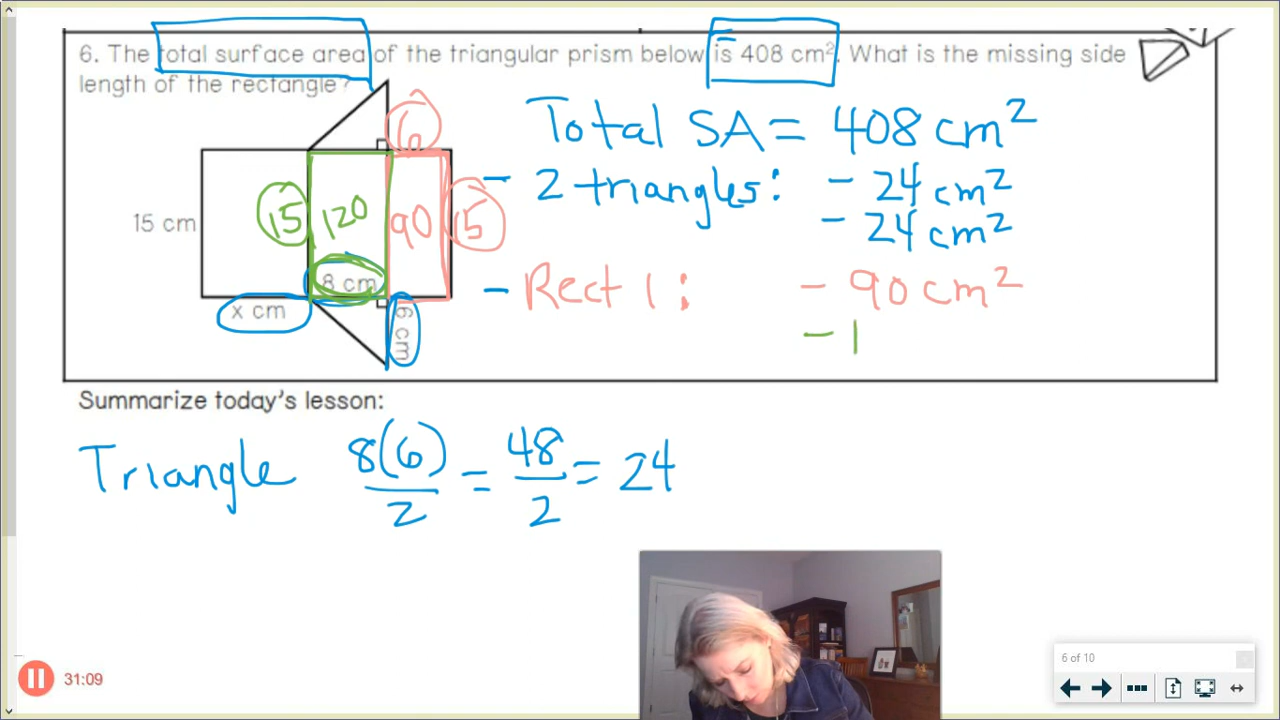 6. The total surface area of the triangular prism below is 408 cm². What is the missing side
length of the rectangle?
6
15 cm
15
120
90
15
8 cm
x cm
6 cm
Total SA = 408 cm²
- 2 triangles: - 24 cm²
- 24 cm²
- Rect 1: - 90 cm²
- 1
Summarize today's lesson:
Triangle 8(6)/2 = 48/2 = 24
31:09
6 of 10